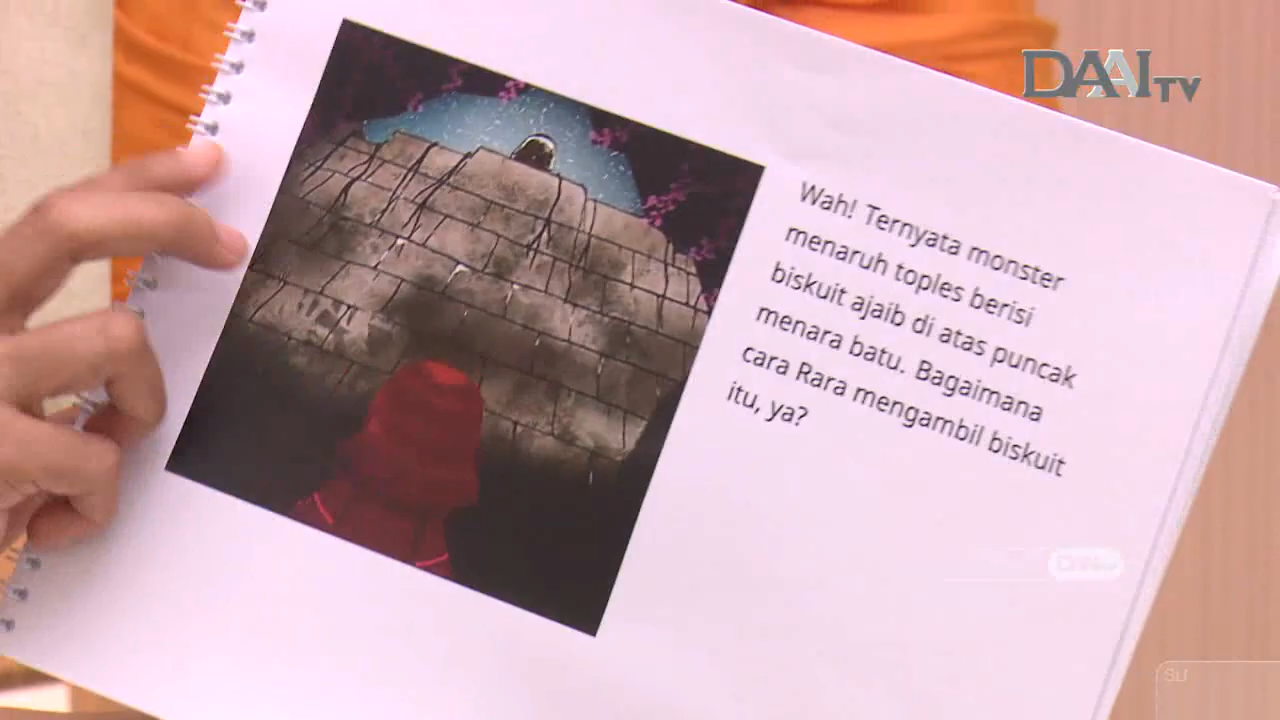 DAAI TV
Wah! Ternyata monster
menaruh toples berisi
biskuit ajaib di atas puncak
menara batu. Bagaimana
cara Rara mengambil biskuit
itu, ya?